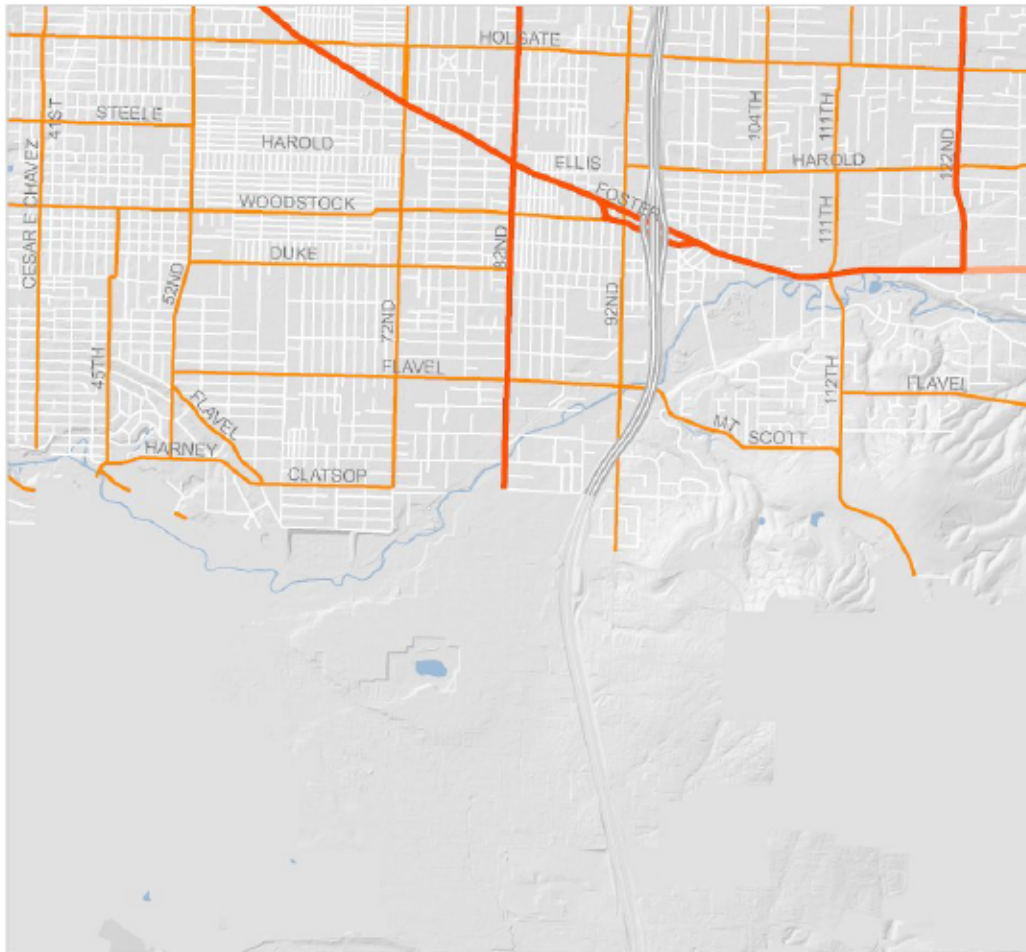 HOLGATE
STEELE
41ST
104TH
111TH
HAROLD
ELLIS
HAROLD
122ND
CESAR E CHAVEZ
WOODSTOCK
FOSTER
111TH
DUKE
82ND
52ND
92ND
72ND
45TH
FLAVEL
112TH
FLAVEL
FLAVEL
MT SCOTT
HARNEY
CLATSOP